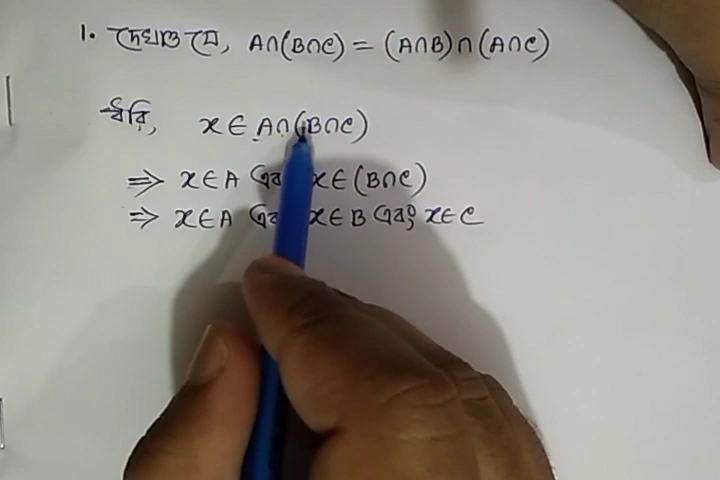 1. দেখাও যে, A∩(B∩C) = (A∩B)∩(A∩C)
ধরি, x∈A∩(B∩C)
⇒ x∈A x∈(B∩C)
⇒ x∈A x∈B এবং x∈C